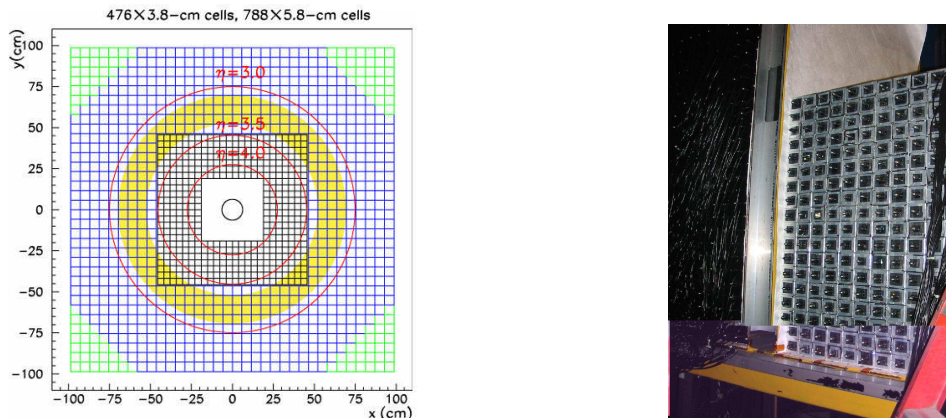 476×3.8-cm cells, 788×5.8-cm cells
y(cm)
100
75
50
25
0
−25
−50
−75
−100
η=3.0
η=3.5
η=4.0
−100 −75 −50 −25 0 25 50 75 100
x (cm)